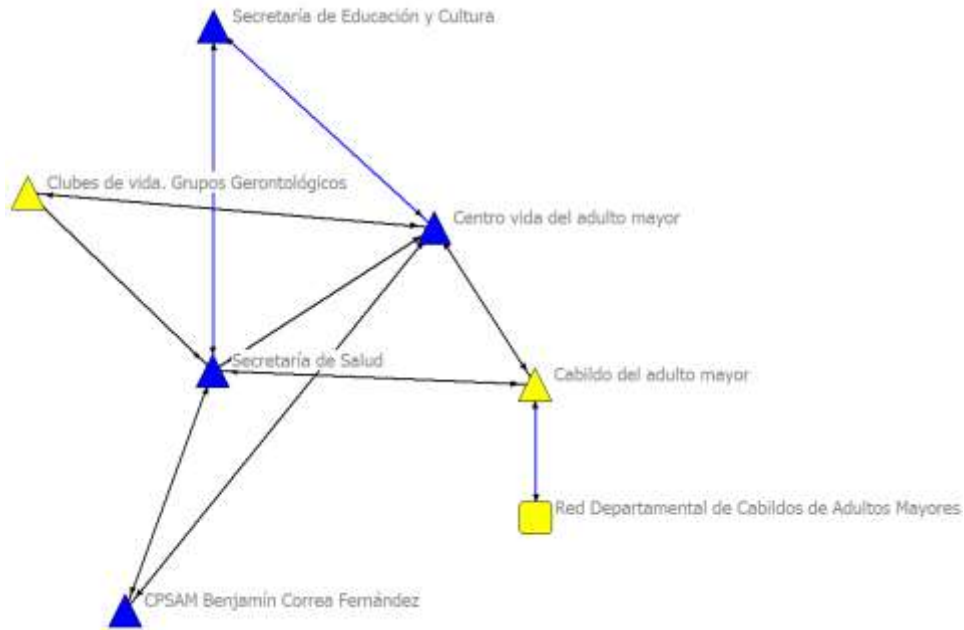 Secretaría de Educación y Cultura
Clubes de vida. Grupos Gerontológicos
Centro vida del adulto mayor
Secretaría de Salud
Cabildo del adulto mayor
Red Departamental de Cabildos de Adultos Mayores
CPSAM Benjamín Correa Fernández